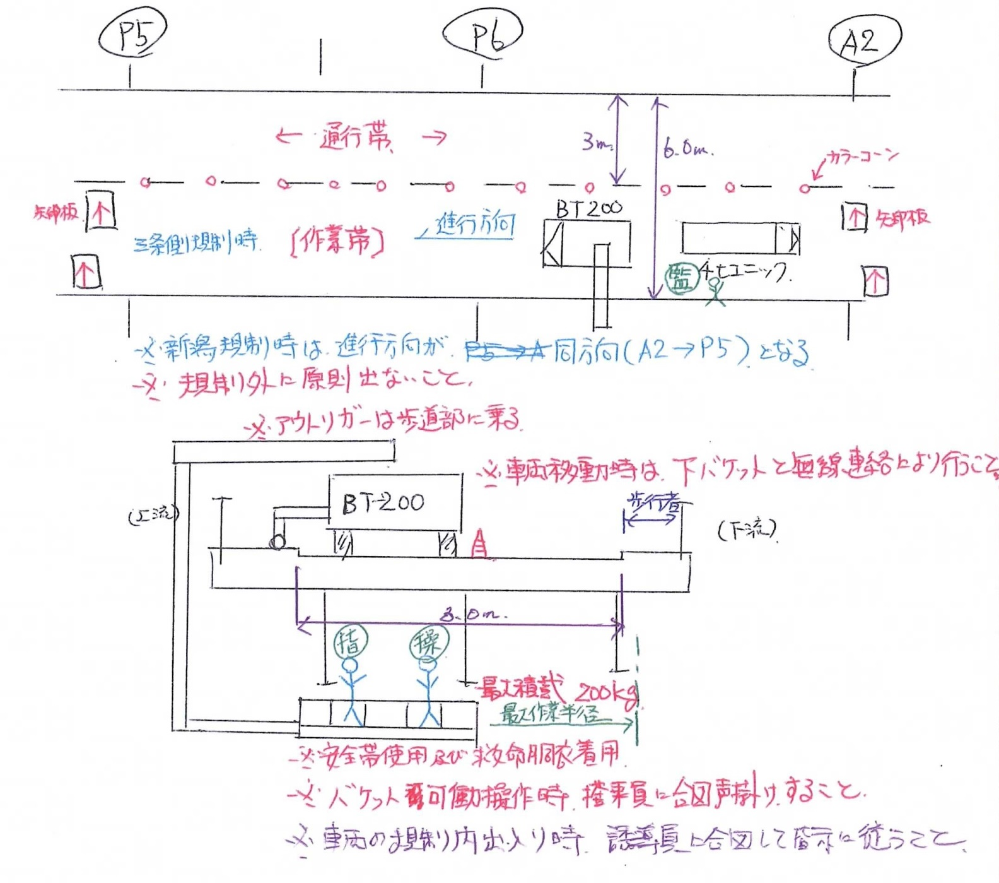 P5
P6
A2
← 通行帯 →
3m.
6.0m.
カラーコーン
矢印板
三条側規制時.
[作業帯]
進行方向
BT200
矢印板
監
4tユニック.
※新潟規制時は.進行方向が. 同方向(A2→P5).となる
※ 規制外に原則出ないこと.
※アウトリガーは歩道部に乗る.
※車両移動時は.下バケットと無線連絡により行うこと。
(上流)
BT-200
歩行者
(下流).
3.0m.
指
操
最大積載 200kg
最大作業半径
※安全帯使用及び救命胴衣着用.
※バケット可動操作時.搭乗員に合図声掛けすること.
※車両の規制内出入り時.誘導員に合図して指示に従うこと.